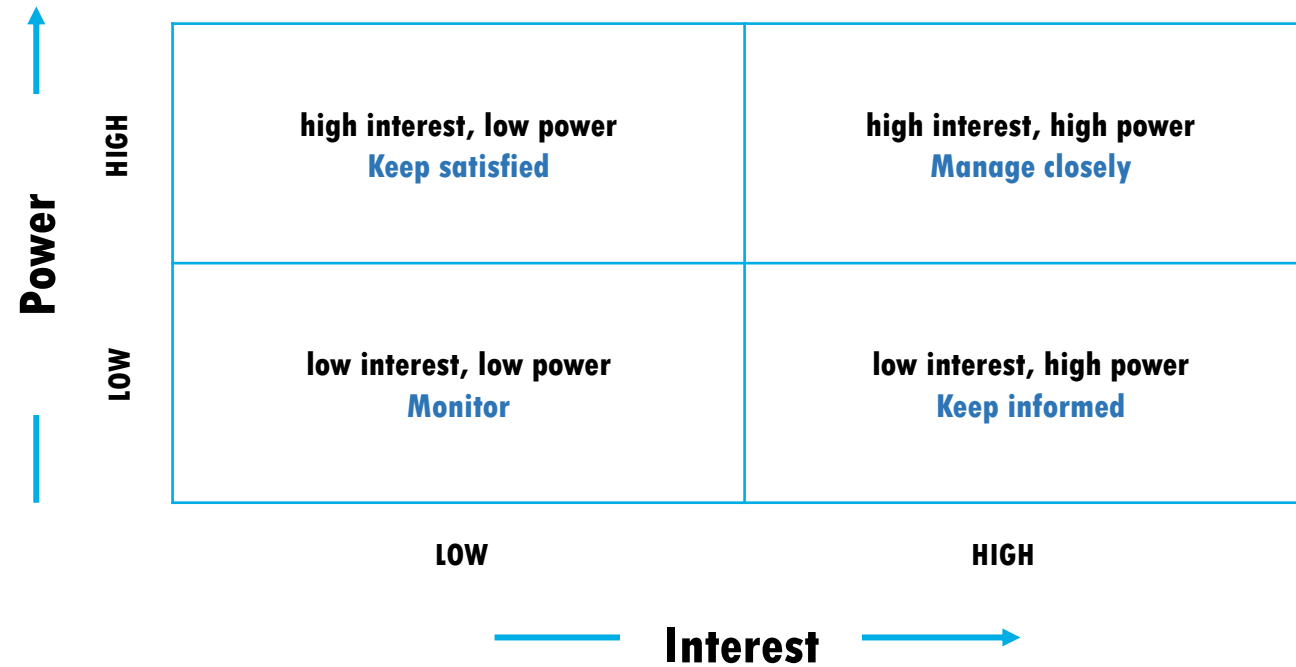 Power
HIGH
high interest, low power
Keep satisfied
high interest, high power
Manage closely
LOW
low interest, low power
Monitor
low interest, high power
Keep informed
LOW
HIGH
Interest